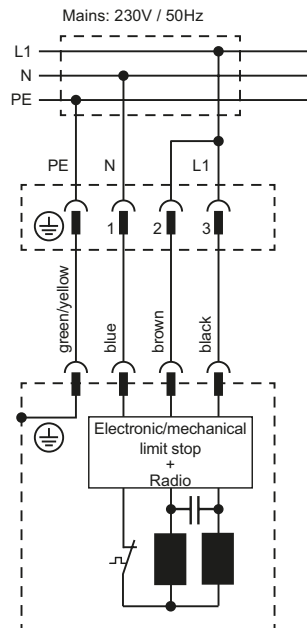 Mains: 230V / 50Hz
L1
N
PE
PE N L1
1 2 3
green/yellow
blue
brown
black
Electronic/mechanical
limit stop
+
Radio